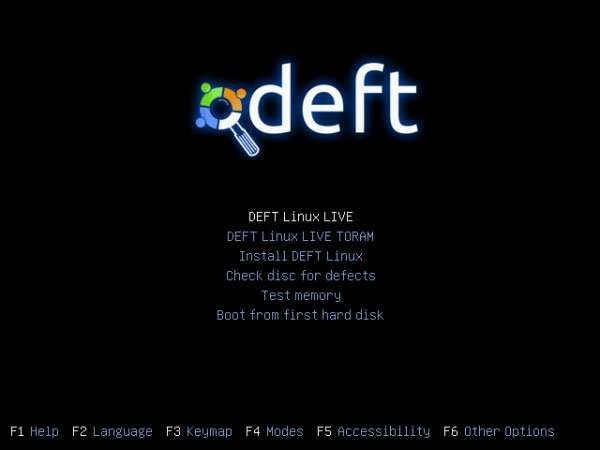 deft
DEFT Linux LIVE
DEFT Linux LIVE TORAM
Install DEFT Linux
Check disc for defects
Test memory
Boot from first hard disk
F1 Help F2 Language F3 Keymap F4 Modes F5 Accessibility F6 Other Options